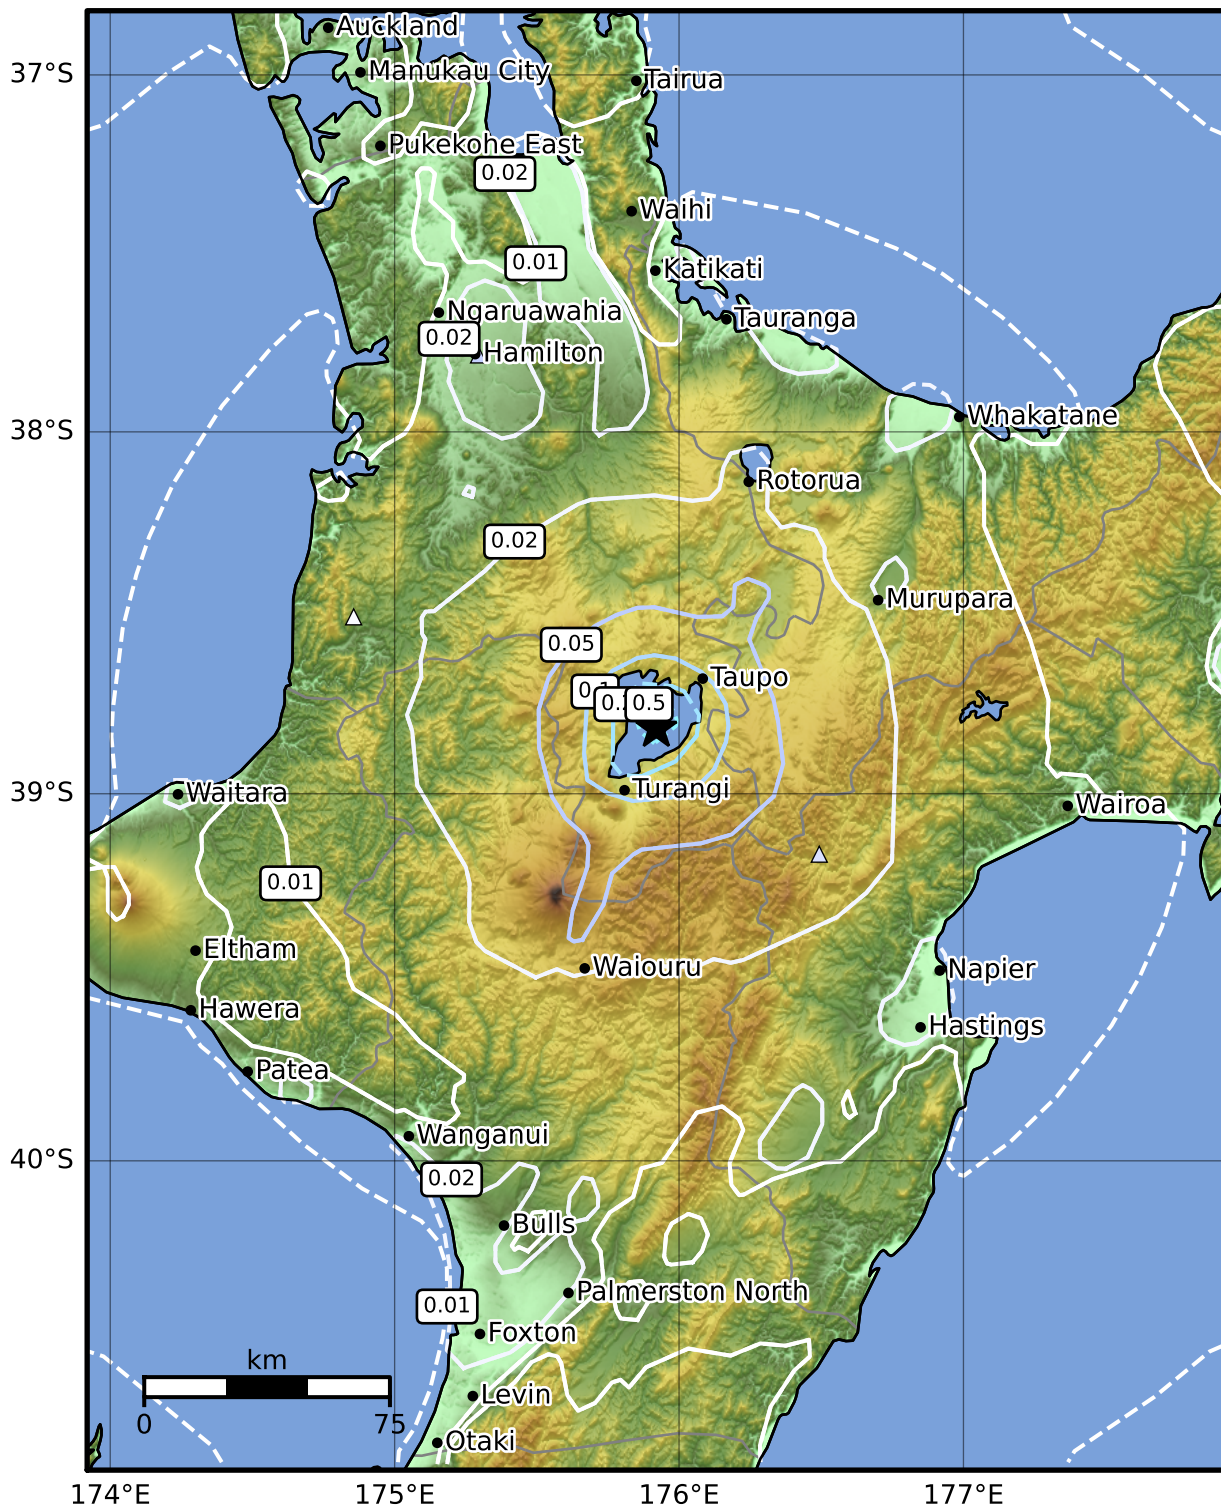 Auckland
37°S
Manukau City
Tairua
Pukekohe East
0.02
Waihi
0.01
Katikati
Ngaruawahia
Tauranga
0.02
Hamilton
38°S
Whakatane
Rotorua
0.02
Murupara
0.05
Taupo
0.5
39°S
Turangi
Waitara
Wairoa
0.01
Eltham
Waiouru
Napier
Hawera
Hastings
Patea
Wanganui
40°S
0.02
Bulls
Palmerston North
0.01
Foxton
km
Levin
0
75
Otaki
174°E
175°E
176°E
177°E